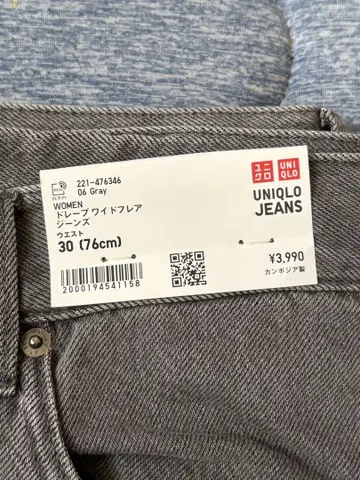 221-476346
06 Gray
WOMEN
ドレープワイドフレア
ジーンズ
ウエスト
30 (76cm)
2000194541158
ユニ
クロ
UNI
QLO
UNIQLO
JEANS
¥3,990
カンボジア製